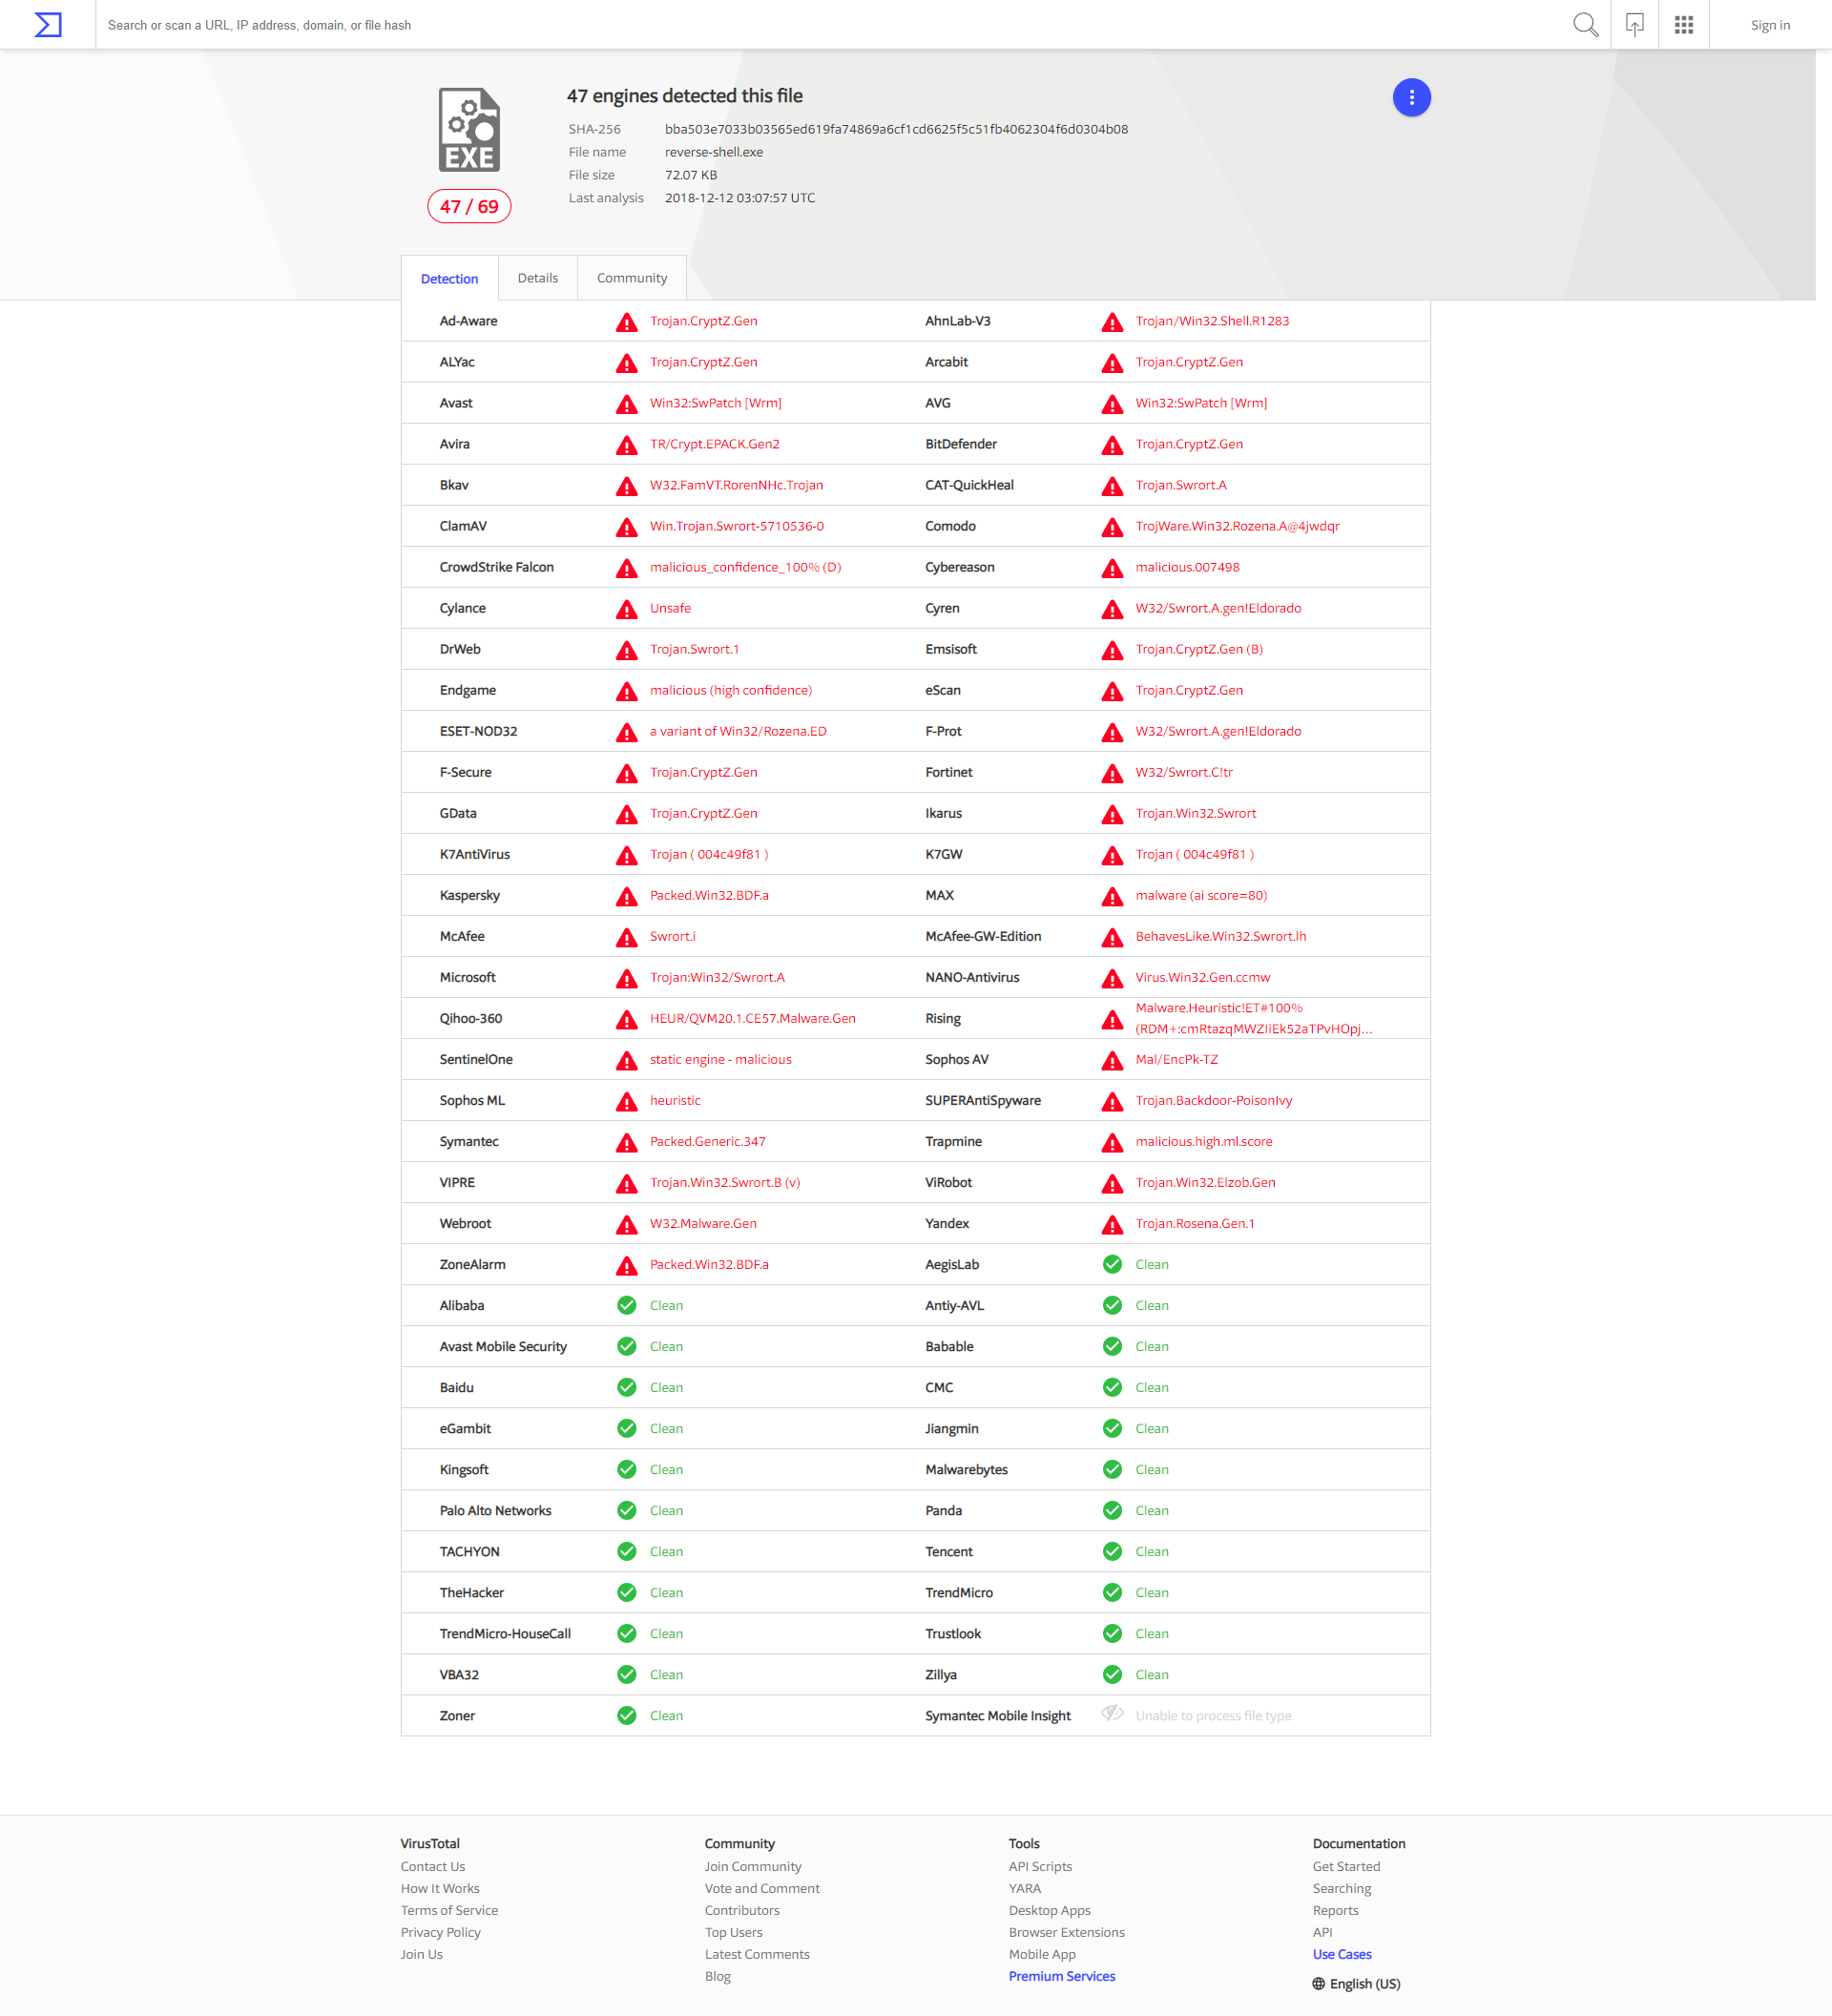 Search or scan a URL, IP address, domain, or file hash
Sign in
EXE
47 / 69
47 engines detected this file
SHA-256 bba503e7033b03565ed619fa74869a6cf1cd6625f5c51fb4062304f6d0304b08
File name reverse-shell.exe
File size 72.07 KB
Last analysis 2018-12-12 03:07:57 UTC
Detection Details Community
Ad-Aware Trojan.CryptZ.Gen AhnLab-V3 Trojan/Win32.Shell.R1283
ALYac Trojan.CryptZ.Gen Arcabit Trojan.CryptZ.Gen
Avast Win32:SwPatch [Wrm] AVG Win32:SwPatch [Wrm]
Avira TR/Crypt.EPACK.Gen2 BitDefender Trojan.CryptZ.Gen
Bkav W32.FamVT.RorenNHc.Trojan CAT-QuickHeal Trojan.Swrort.A
ClamAV Win.Trojan.Swrort-5710536-0 Comodo TrojWare.Win32.Rozena.A@4jwdqr
CrowdStrike Falcon malicious_confidence_100% (D) Cybereason malicious.007498
Cylance Unsafe Cyren W32/Swrort.A.gen!Eldorado
DrWeb Trojan.Swrort.1 Emsisoft Trojan.CryptZ.Gen (B)
Endgame malicious (high confidence) eScan Trojan.CryptZ.Gen
ESET-NOD32 a variant of Win32/Rozena.ED F-Prot W32/Swrort.A.gen!Eldorado
F-Secure Trojan.CryptZ.Gen Fortinet W32/Swrort.C!tr
GData Trojan.CryptZ.Gen Ikarus Trojan.Win32.Swrort
K7AntiVirus Trojan ( 004c49f81 ) K7GW Trojan ( 004c49f81 )
Kaspersky Packed.Win32.BDF.a MAX malware (ai score=80)
McAfee Swrort.i McAfee-GW-Edition BehavesLike.Win32.Swrort.lh
Microsoft Trojan:Win32/Swrort.A NANO-Antivirus Virus.Win32.Gen.ccmw
Qihoo-360 HEUR/QVM20.1.CE57.Malware.Gen Rising Malware.Heuristic!ET#100%
(RDM+:cmRtazqMWZIiEk52aTPvHOpj...
SentinelOne static engine - malicious Sophos AV Mal/EncPk-TZ
Sophos ML heuristic SUPERAntiSpyware Trojan.Backdoor-PoisonIvy
Symantec Packed.Generic.347 Trapmine malicious.high.ml.score
VIPRE Trojan.Win32.Swrort.B (v) ViRobot Trojan.Win32.Elzob.Gen
Webroot W32.Malware.Gen Yandex Trojan.Rosena.Gen.1
ZoneAlarm Packed.Win32.BDF.a AegisLab Clean
Alibaba Clean Antiy-AVL Clean
Avast Mobile Security Clean Babable Clean
Baidu Clean CMC Clean
eGambit Clean Jiangmin Clean
Kingsoft Clean Malwarebytes Clean
Palo Alto Networks Clean Panda Clean
TACHYON Clean Tencent Clean
TheHacker Clean TrendMicro Clean
TrendMicro-HouseCall Clean Trustlook Clean
VBA32 Clean Zillya Clean
Zoner Clean Symantec Mobile Insight Unable to process file type
VirusTotal Community Tools Documentation
Contact Us Join Community API Scripts Get Started
How It Works Vote and Comment YARA Searching
Terms of Service Contributors Desktop Apps Reports
Privacy Policy Top Users Browser Extensions API
Join Us Latest Comments Mobile App Use Cases
Blog Premium Services
English (US)